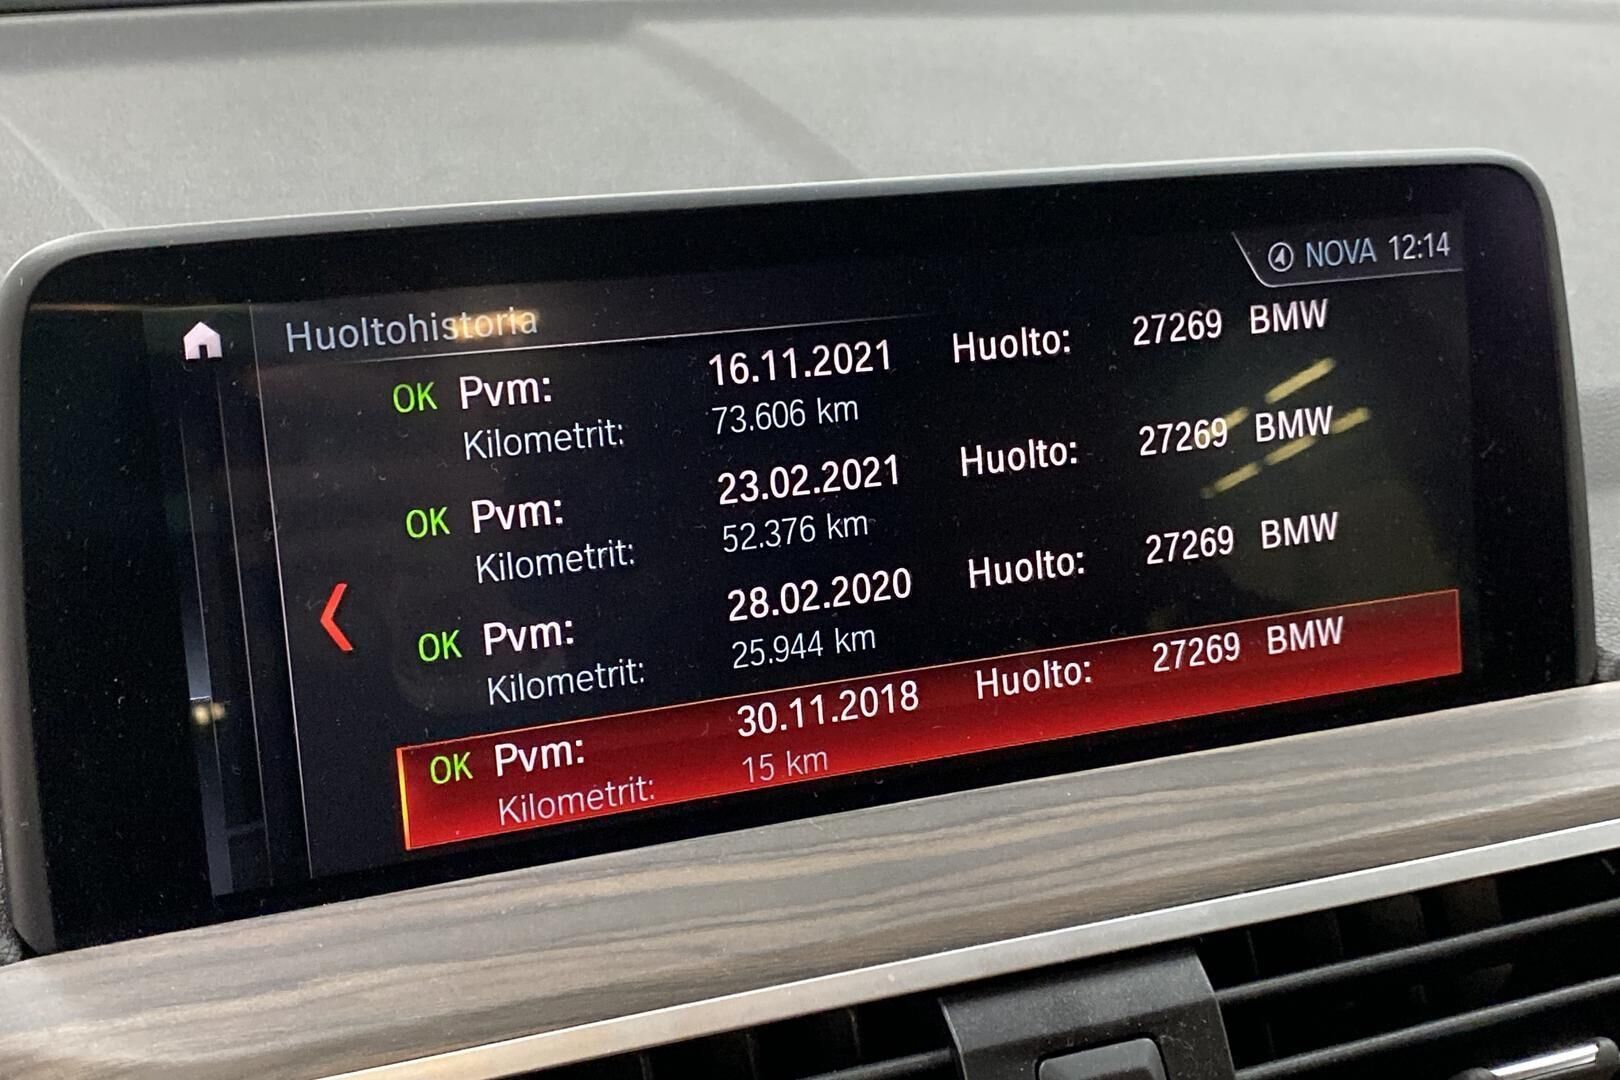 NOVA 12:14
Huoltohistoria
OK Pvm: 16.11.2021 Huolto: 27269 BMW
Kilometrit: 73.606 km
OK Pvm: 23.02.2021 Huolto: 27269 BMW
Kilometrit: 52.376 km
OK Pvm: 28.02.2020 Huolto: 27269 BMW
Kilometrit: 25.944 km
OK Pvm: 30.11.2018 Huolto: 27269 BMW
Kilometrit: 15 km